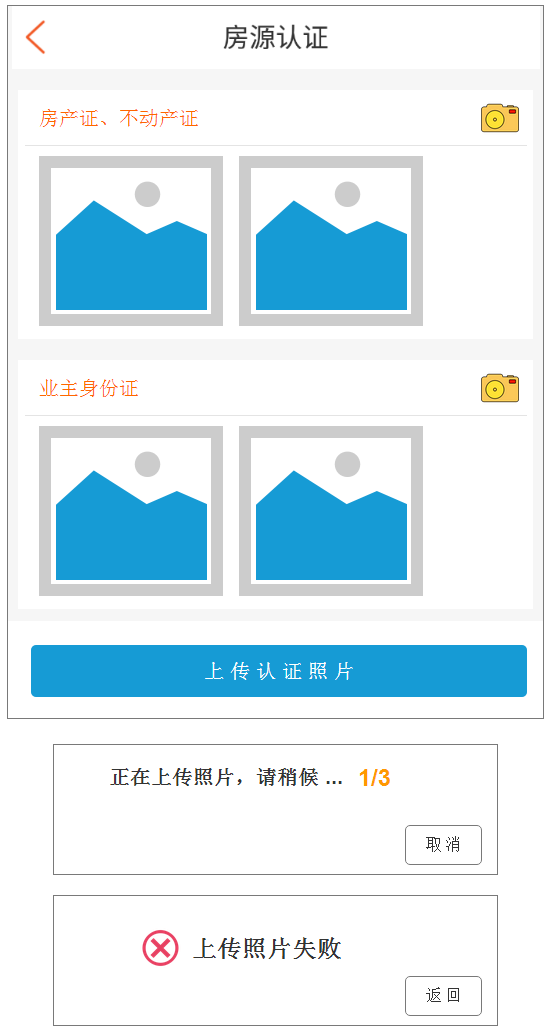 房源认证
房产证、不动产证
业主身份证
上传认证照片
正在上传照片，请稍候 ... 1/3
取消
上传照片失败
返回